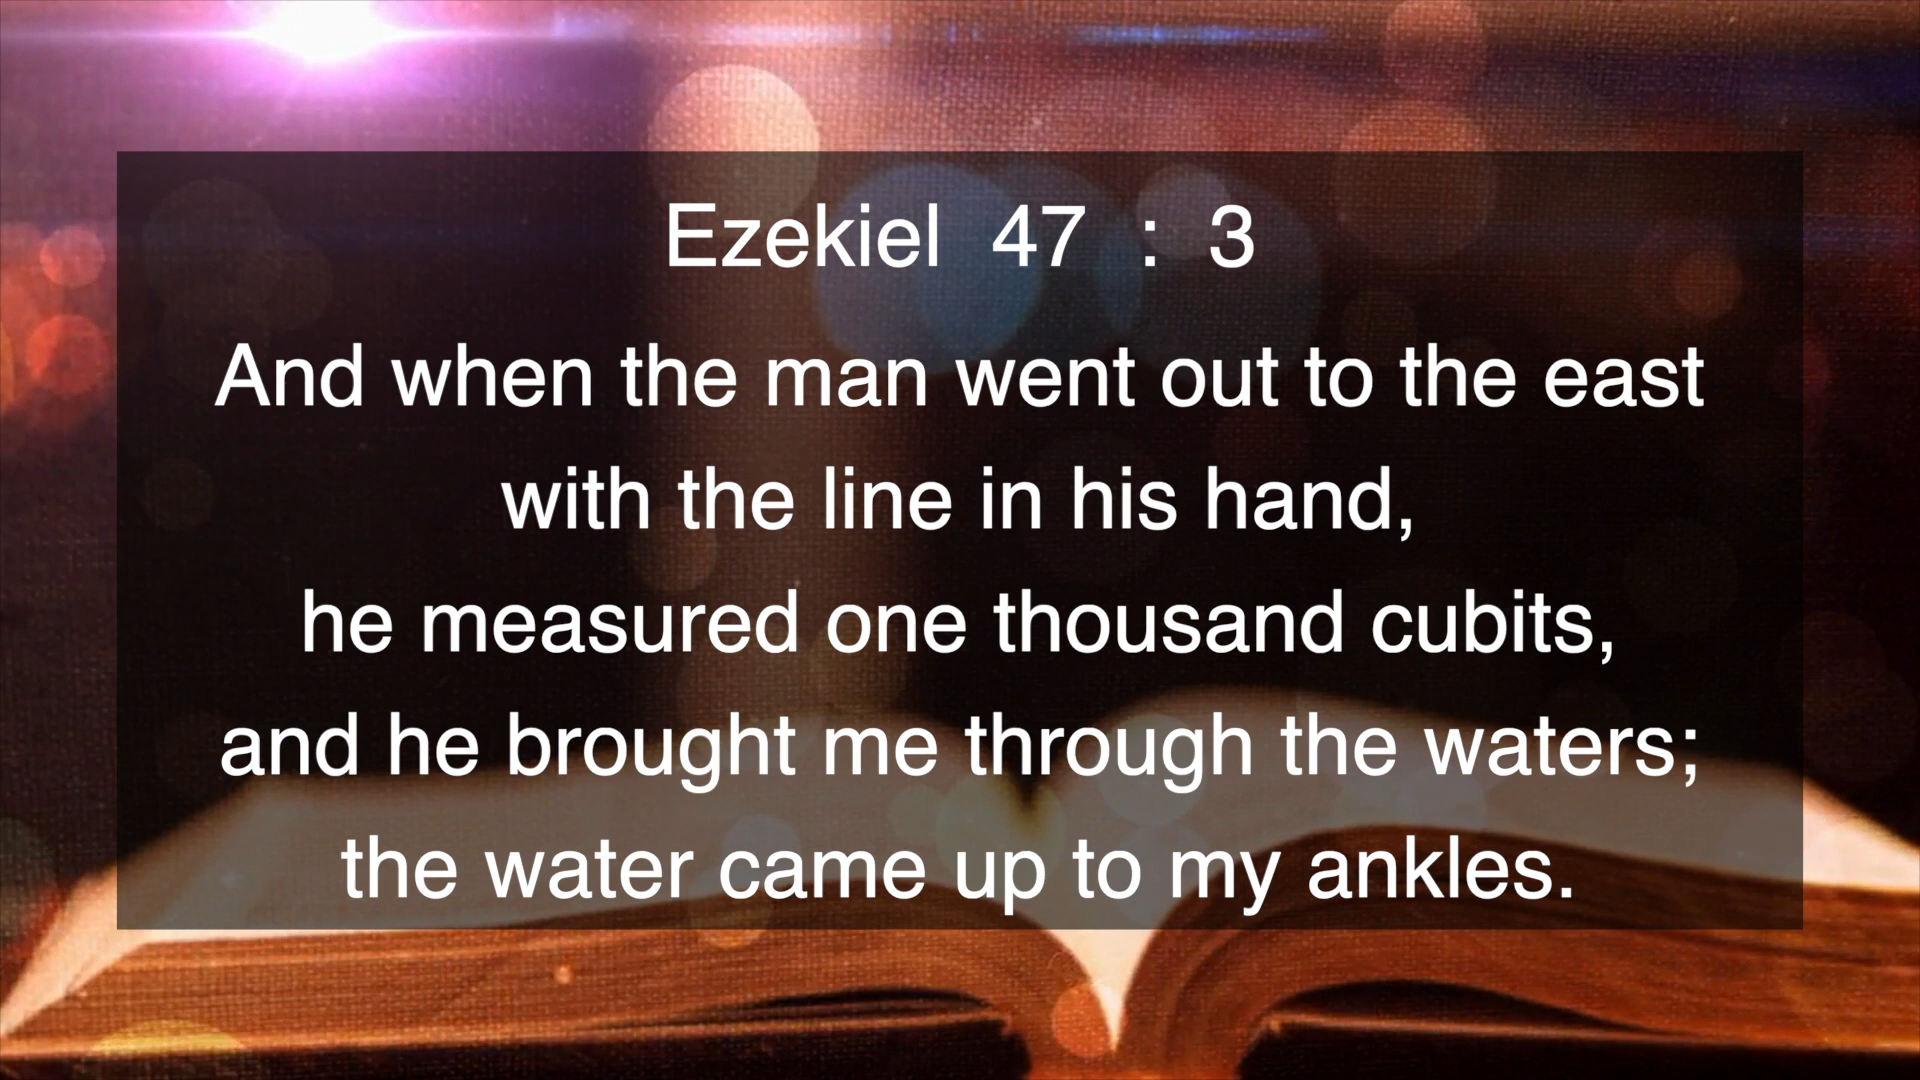 Ezekiel 47 : 3
And when the man went out to the east
with the line in his hand,
he measured one thousand cubits,
and he brought me through the waters;
the water came up to my ankles.